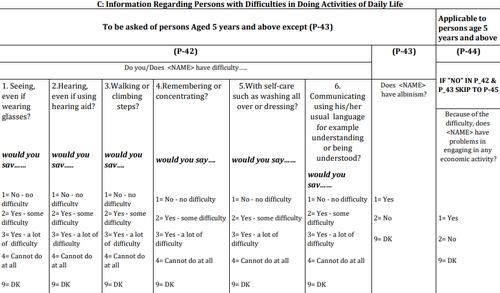 C: Information Regarding Persons with Difficulties in Doing Activities of Daily Life
To be asked of persons Aged 5 years and above except (P-43)
Applicable to
persons age 5
years and above
(P-42)
(P-43)
(P-44)
Do you/Does <NAME> have difficulty.....
1. Seeing,
even if
wearing
glasses?
would you
say......
1= No - no
difficulty
2= Yes - some
difficulty
3= Yes - a lot
of difficulty
4= Cannot do
at all
9= DK
2.Hearing,
even if using
hearing aid?
would you
say.....
1= No - no
difficulty
2= Yes - some
difficulty
3= Yes - a lot of
difficulty
4= Cannot do
at all
9= DK
3.Walking or
climbing
steps?
would you
say....
1= No - no
difficulty
2= Yes - some
difficulty
3= Yes - a lot
of difficulty
4= Cannot do
at all
9= DK
4.Remembering or
concentrating?
would you say....
1= No - no difficulty
2= Yes - some difficulty
3= Yes - a lot of
difficulty
4= Cannot do at all
9= DK
5.With self-care
such as washing all
over or dressing?
would you say......
1= No - no difficulty
2= Yes - some difficulty
3= Yes - a lot of
difficulty
4= Cannot do at all
9= DK
6.
Communicating
using his/her
usual language
for example
understanding
or being
understood?
would you
say......
1= No - no difficulty
2= Yes - some
difficulty
3= Yes - a lot of
difficulty
4= Cannot do at all
9= DK
Does <NAME>
have albinism?
1= Yes
2= No
9= DK
IF "NO" IN P_42 &
P_43 SKIP TO P-45
Because of the
difficulty, does
<NAME> have
problems in
engaging in any
economic activity?
1= Yes
2= No
9= DK